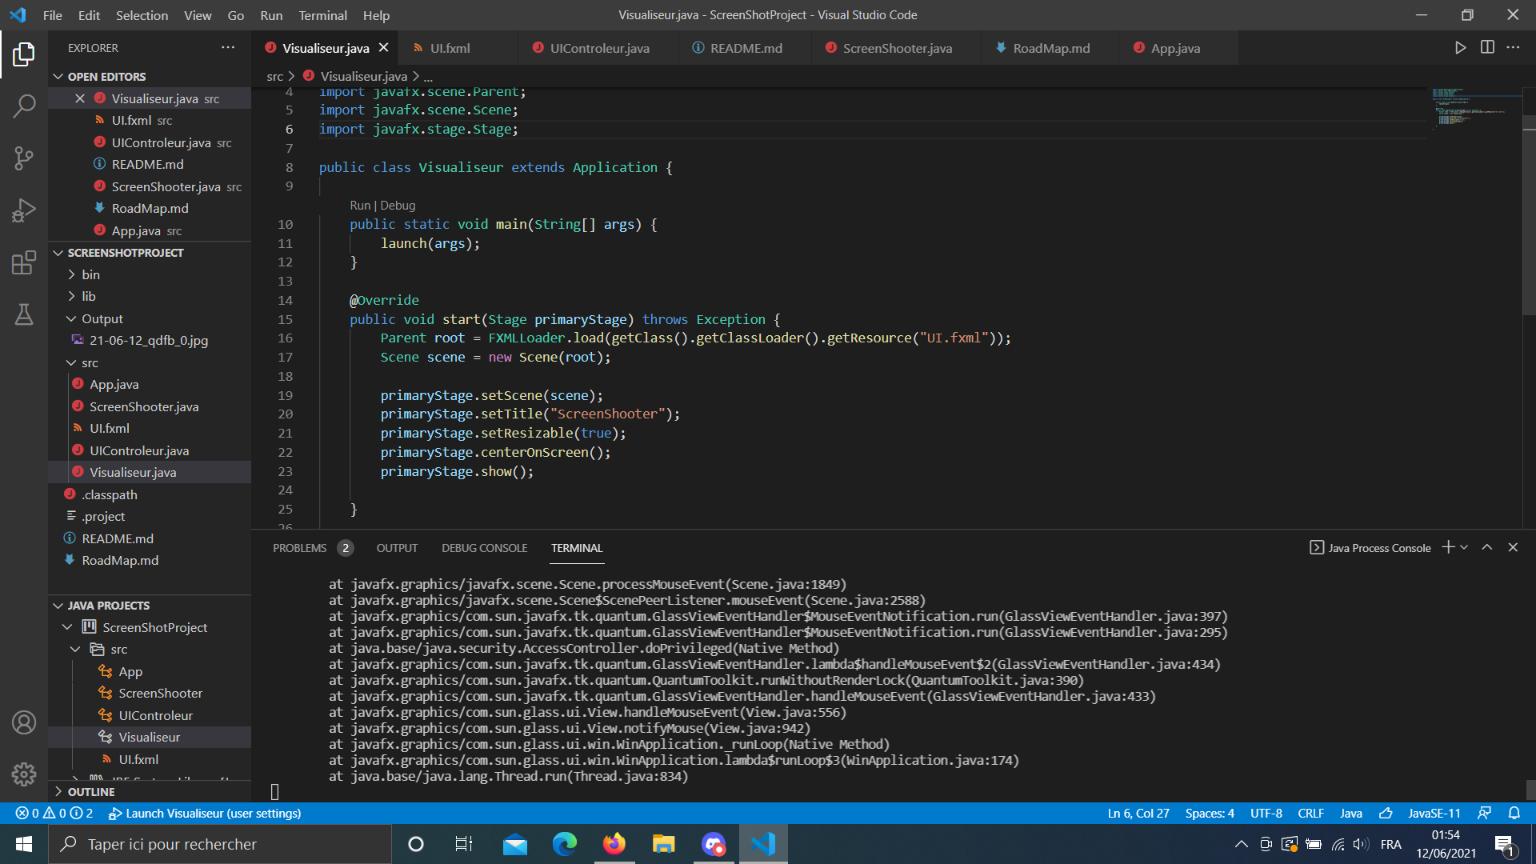 File Edit Selection View Go Run Terminal Help
Visualiseur.java - ScreenShotProject - Visual Studio Code
EXPLORER
OPEN EDITORS
Visualiseur.java src
UI.fxml src
UIControleur.java src
README.md
ScreenShooter.java src
RoadMap.md
App.java src
SCREENSHOTPROJECT
bin
lib
Output
21-06-12_qdfb_0.jpg
src
App.java
ScreenShooter.java
UI.fxml
UIControleur.java
Visualiseur.java
.classpath
.project
README.md
RoadMap.md
JAVA PROJECTS
ScreenShotProject
src
App
ScreenShooter
UIControleur
Visualiseur
UI.fxml
OUTLINE
Visualiseur.java UI.fxml UIControleur.java README.md ScreenShooter.java RoadMap.md App.java
src > Visualiseur.java > ...
4 import javafx.scene.Parent;
5 import javafx.scene.Scene;
6 import javafx.stage.Stage;
7
8 public class Visualiseur extends Application {
9
Run | Debug
10 public static void main(String[] args) {
11 launch(args);
12 }
13
14 @Override
15 public void start(Stage primaryStage) throws Exception {
16 Parent root = FXMLLoader.load(getClass().getClassLoader().getResource("UI.fxml"));
17 Scene scene = new Scene(root);
18
19 primaryStage.setScene(scene);
20 primaryStage.setTitle("ScreenShooter");
21 primaryStage.setResizable(true);
22 primaryStage.centerOnScreen();
23 primaryStage.show();
24
25 }
26
PROBLEMS 2 OUTPUT DEBUG CONSOLE TERMINAL
Java Process Console
at javafx.graphics/javafx.scene.Scene.processMouseEvent(Scene.java:1849)
at javafx.graphics/javafx.scene.Scene$ScenePeerListener.mouseEvent(Scene.java:2588)
at javafx.graphics/com.sun.javafx.tk.quantum.GlassViewEventHandler$MouseEventNotification.run(GlassViewEventHandler.java:397)
at javafx.graphics/com.sun.javafx.tk.quantum.GlassViewEventHandler$MouseEventNotification.run(GlassViewEventHandler.java:295)
at java.base/java.security.AccessController.doPrivileged(Native Method)
at javafx.graphics/com.sun.javafx.tk.quantum.GlassViewEventHandler.lambda$handleMouseEvent$2(GlassViewEventHandler.java:434)
at javafx.graphics/com.sun.javafx.tk.quantum.QuantumToolkit.runWithoutRenderLock(QuantumToolkit.java:390)
at javafx.graphics/com.sun.javafx.tk.quantum.GlassViewEventHandler.handleMouseEvent(GlassViewEventHandler.java:433)
at javafx.graphics/com.sun.glass.ui.View.handleMouseEvent(View.java:556)
at javafx.graphics/com.sun.glass.ui.View.notifyMouse(View.java:942)
at javafx.graphics/com.sun.glass.ui.win.WinApplication._runLoop(Native Method)
at javafx.graphics/com.sun.glass.ui.win.WinApplication.lambda$runLoop$3(WinApplication.java:174)
at java.base/java.lang.Thread.run(Thread.java:834)
0 0 2 Launch Visualiseur (user settings)
Ln 6, Col 27 Spaces: 4 UTF-8 CRLF Java JavaSE-11
Taper ici pour rechercher
FRA
01:54
12/06/2021
1